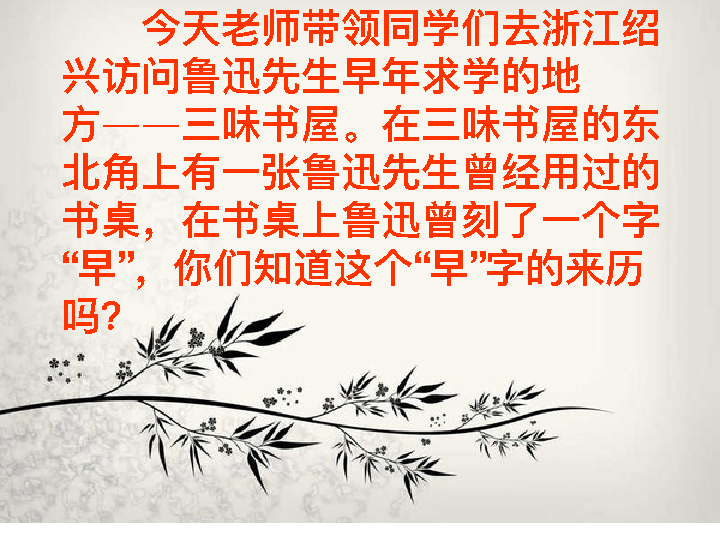 今天老师带领同学们去浙江绍
兴访问鲁迅先生早年求学的地
方——三味书屋。在三味书屋的东
北角上有一张鲁迅先生曾经用过的
书桌，在书桌上鲁迅曾刻了一个字
“早”，你们知道这个“早”字的来历
吗?